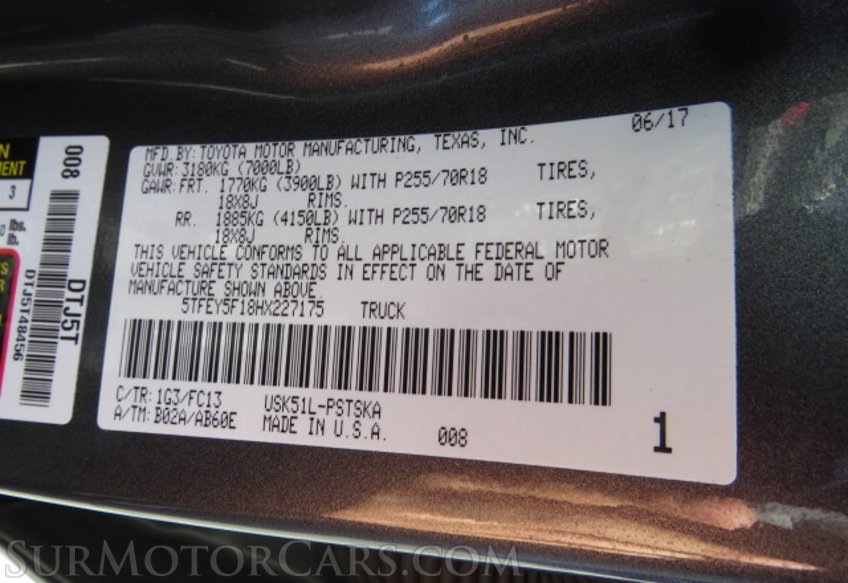 06/17
MFD.BY:TOYOTA MOTOR MANUFACTURING, TEXAS, INC.
GVWR:3180KG (7000LB)
GAWR:FRT. 1770KG (3900LB) WITH P255/70R18 TIRES,
18X8J RIMS.
RR. 1885KG (4150LB) WITH P255/70R18 TIRES,
18X8J RIMS.
THIS VEHICLE CONFORMS TO ALL APPLICABLE FEDERAL MOTOR
VEHICLE SAFETY STANDARDS IN EFFECT ON THE DATE OF
MANUFACTURE SHOWN ABOVE.
5TFEY5F18HX227175 TRUCK
C/TR:1G3/FC13 USK51L-PSTSKA
A/TM:B02A/AB60E MADE IN U.S.A. 008
1
008
DTJ5T
DTJ5T48456
3
lbs.
lb.
SurMotorCars.com